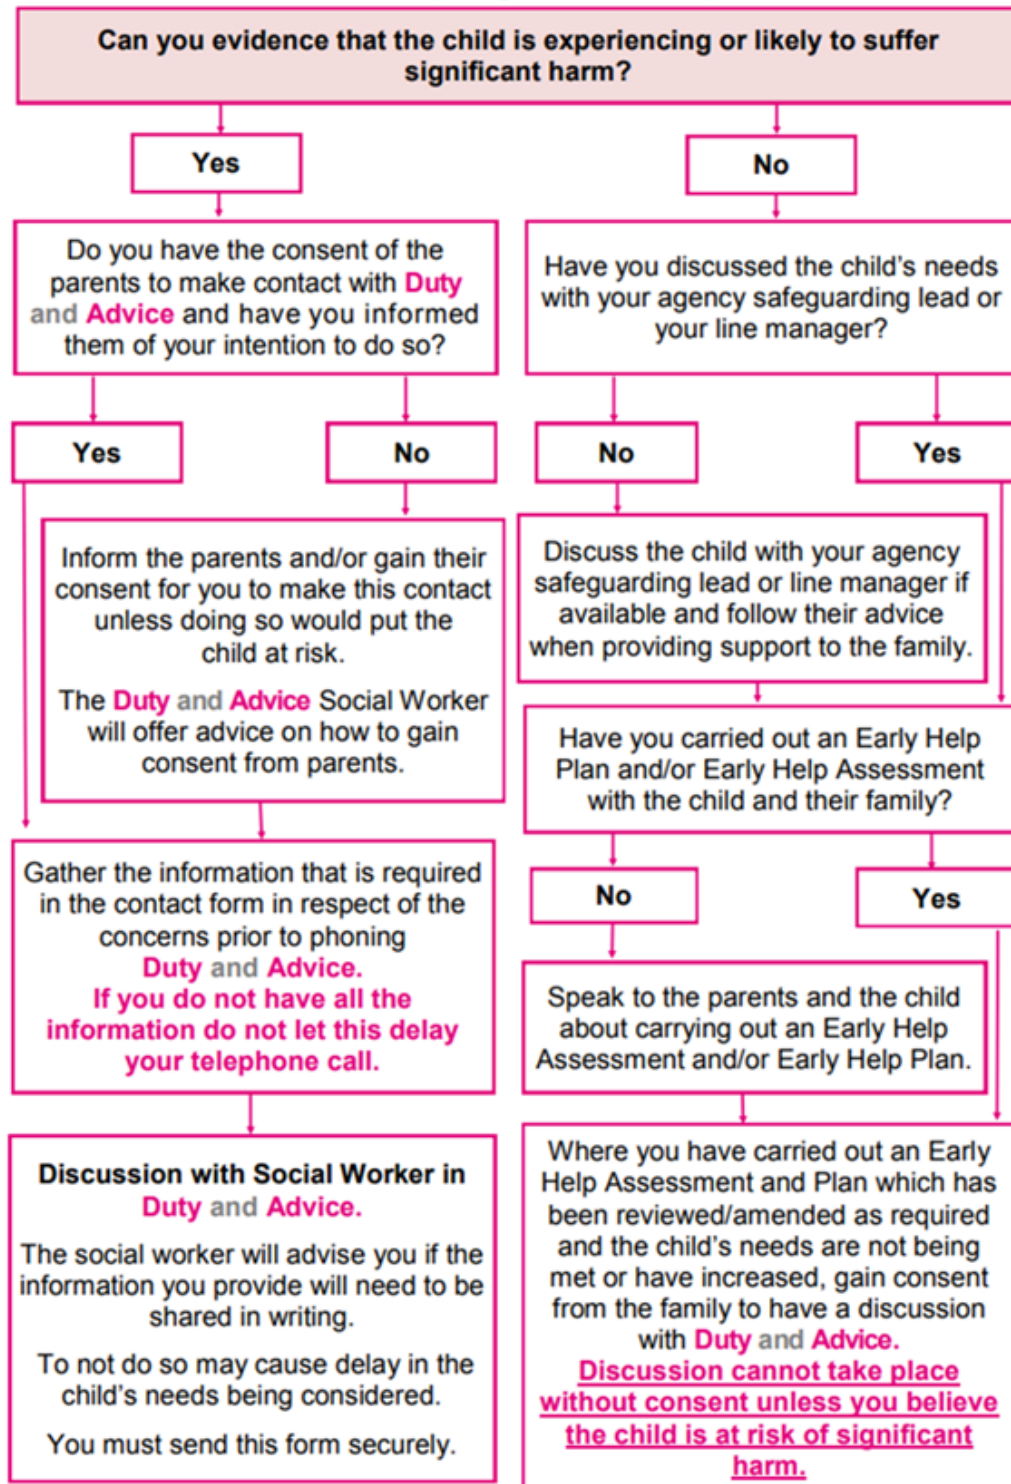 Can you evidence that the child is experiencing or likely to suffer
significant harm?
Yes
No
Do you have the consent of the
parents to make contact with Duty
and Advice and have you informed
them of your intention to do so?
Have you discussed the child's needs
with your agency safeguarding lead or
your line manager?
Yes
No
No
Yes
Inform the parents and/or gain their
consent for you to make this contact
unless doing so would put the
child at risk.
The Duty and Advice Social Worker
will offer advice on how to gain
consent from parents.
Discuss the child with your agency
safeguarding lead or line manager if
available and follow their advice
when providing support to the family.
Have you carried out an Early Help
Plan and/or Early Help Assessment
with the child and their family?
Gather the information that is required
in the contact form in respect of the
concerns prior to phoning
Duty and Advice.
If you do not have all the
information do not let this delay
your telephone call.
No
Yes
Speak to the parents and the child
about carrying out an Early Help
Assessment and/or Early Help Plan.
Discussion with Social Worker in
Duty and Advice.
The social worker will advise you if the
information you provide will need to be
shared in writing.
To not do so may cause delay in the
child's needs being considered.
You must send this form securely.
Where you have carried out an Early
Help Assessment and Plan which has
been reviewed/amended as required
and the child's needs are not being
met or have increased, gain consent
from the family to have a discussion
with Duty and Advice.
Discussion cannot take place
without consent unless you believe
the child is at risk of significant
harm.